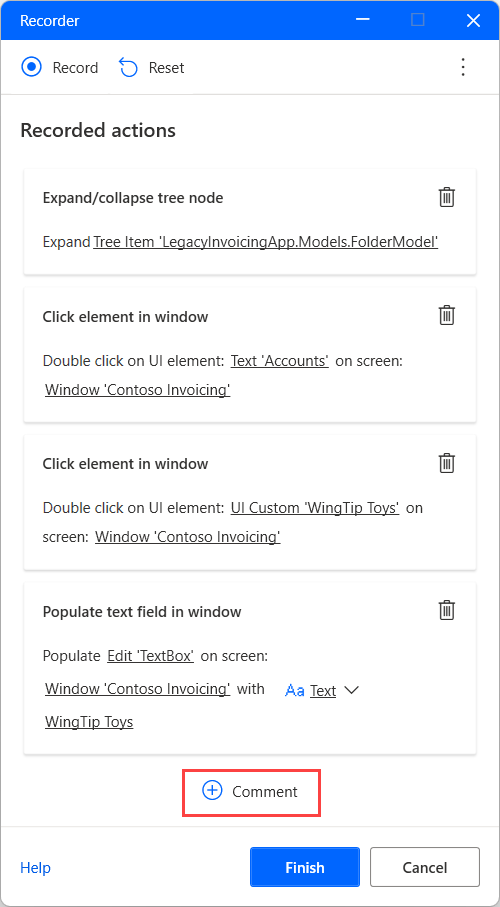 Recorder
Record Reset
Recorded actions
Expand/collapse tree node
Expand Tree Item 'LegacyInvoicingApp.Models.FolderModel'
Click element in window
Double click on UI element: Text 'Accounts' on screen:
Window 'Contoso Invoicing'
Click element in window
Double click on UI element: UI Custom 'WingTip Toys' on
screen: Window 'Contoso Invoicing'
Populate text field in window
Populate Edit 'TextBox' on screen:
Window 'Contoso Invoicing' with Aa Text
WingTip Toys
Comment
Help Finish Cancel